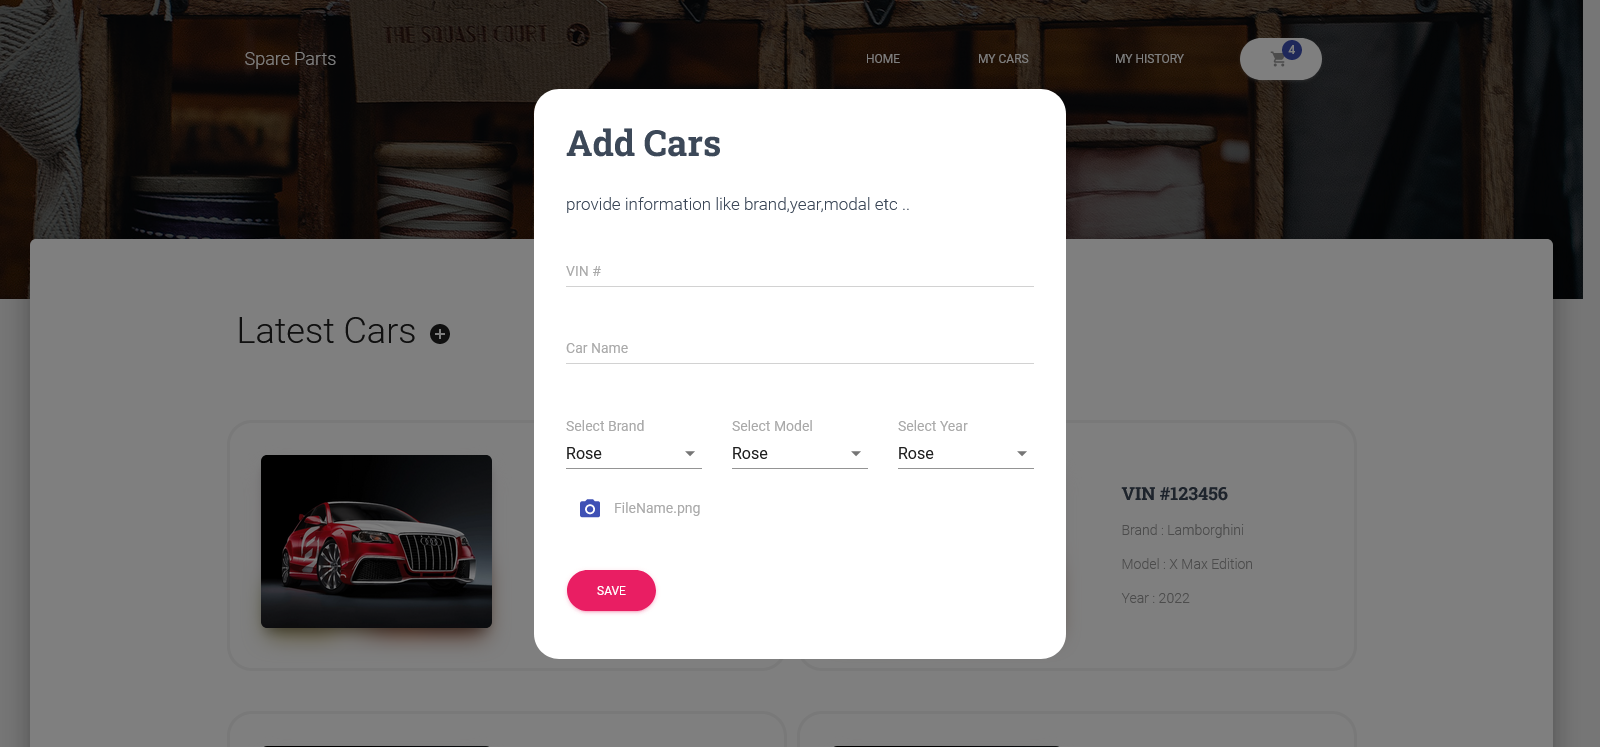 THE SQUASH COURT
Spare Parts
HOME
MY CARS
MY HISTORY
4
Add Cars
provide information like brand,year,modal etc ..
VIN #
Latest Cars
Car Name
Select Brand
Select Model
Select Year
Rose
Rose
Rose
FileName.png
SAVE
VIN #123456
Brand : Lamborghini
Model : X Max Edition
Year : 2022